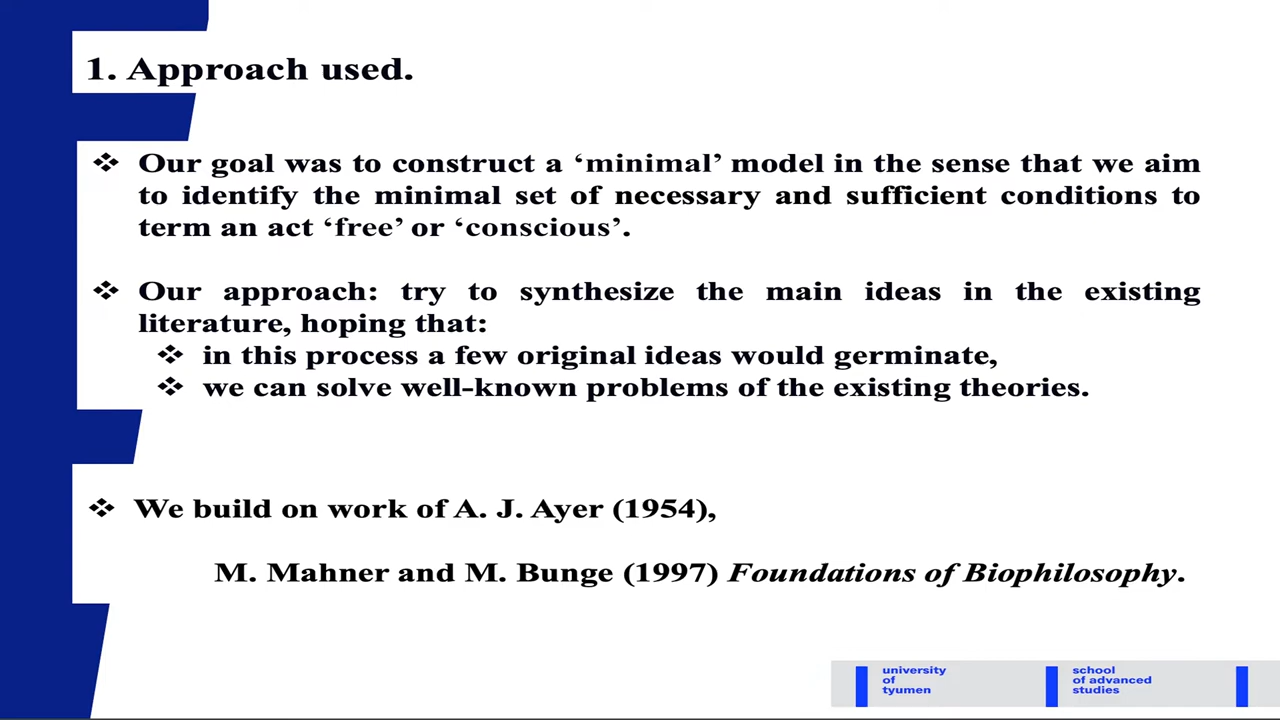 1. Approach used.
❖ Our goal was to construct a ‘minimal’ model in the sense that we aim
to identify the minimal set of necessary and sufficient conditions to
term an act ‘free’ or ‘conscious’.
❖ Our approach: try to synthesize the main ideas in the existing
literature, hoping that:
❖ in this process a few original ideas would germinate,
❖ we can solve well-known problems of the existing theories.
❖ We build on work of A. J. Ayer (1954),
M. Mahner and M. Bunge (1997) Foundations of Biophilosophy.
university
of
tyumen
school
of advanced
studies